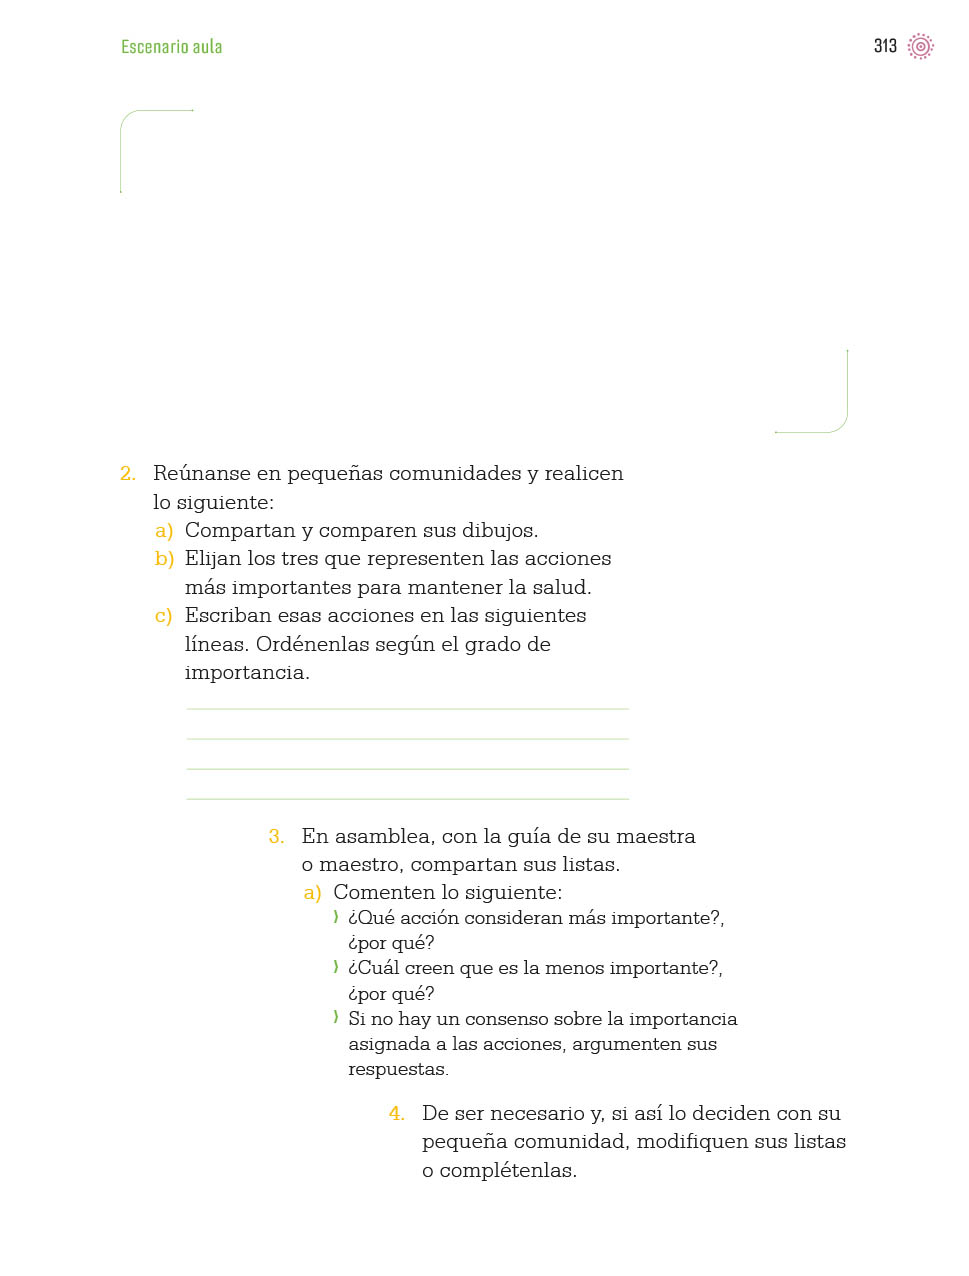 Escenario aula
313
2. Reúnanse en pequeñas comunidades y realicen
lo siguiente:
a) Compartan y comparen sus dibujos.
b) Elijan los tres que representen las acciones
más importantes para mantener la salud.
c) Escriban esas acciones en las siguientes
líneas. Ordénenlas según el grado de
importancia.
3. En asamblea, con la guía de su maestra
o maestro, compartan sus listas.
a) Comenten lo siguiente:
⟩ ¿Qué acción consideran más importante?,
¿por qué?
⟩ ¿Cuál creen que es la menos importante?,
¿por qué?
⟩ Si no hay un consenso sobre la importancia
asignada a las acciones, argumenten sus
respuestas.
4. De ser necesario y, si así lo deciden con su
pequeña comunidad, modifiquen sus listas
o complétenlas.